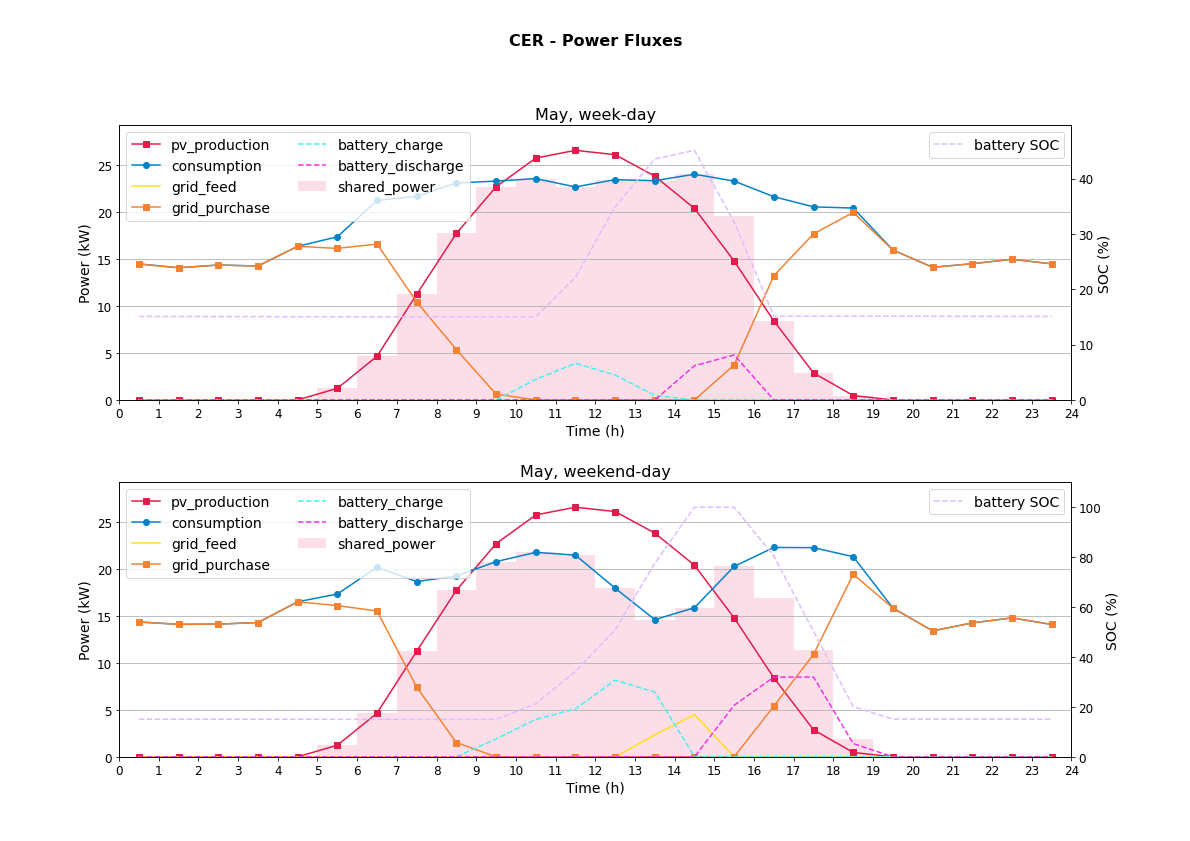 CER - Power Fluxes
May, week-day
pv_production
consumption
grid_feed
grid_purchase
battery_charge
battery_discharge
shared_power
battery SOC
Power (kW)
0
5
10
15
20
25
SOC (%)
0
10
20
30
40
0 1 2 3 4 5 6 7 8 9 10 11 12 13 14 15 16 17 18 19 20 21 22 23 24
Time (h)
May, weekend-day
pv_production
consumption
grid_feed
grid_purchase
battery_charge
battery_discharge
shared_power
battery SOC
Power (kW)
0
5
10
15
20
25
SOC (%)
0
20
40
60
80
100
0 1 2 3 4 5 6 7 8 9 10 11 12 13 14 15 16 17 18 19 20 21 22 23 24
Time (h)